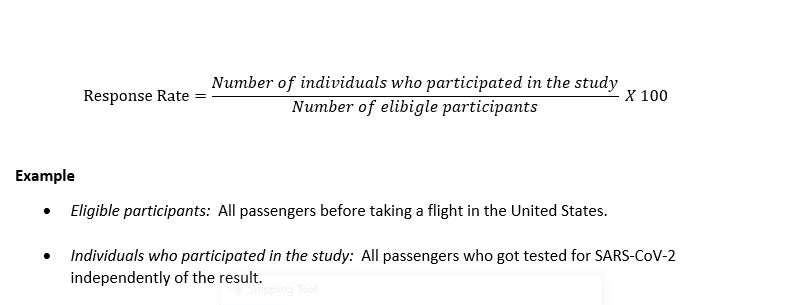 Response Rate = Number of individuals who participated in the study / Number of elibigle participants X 100
Example
• Eligible participants: All passengers before taking a flight in the United States.
• Individuals who participated in the study: All passengers who got tested for SARS-CoV-2
independently of the result.
Snipping Tool